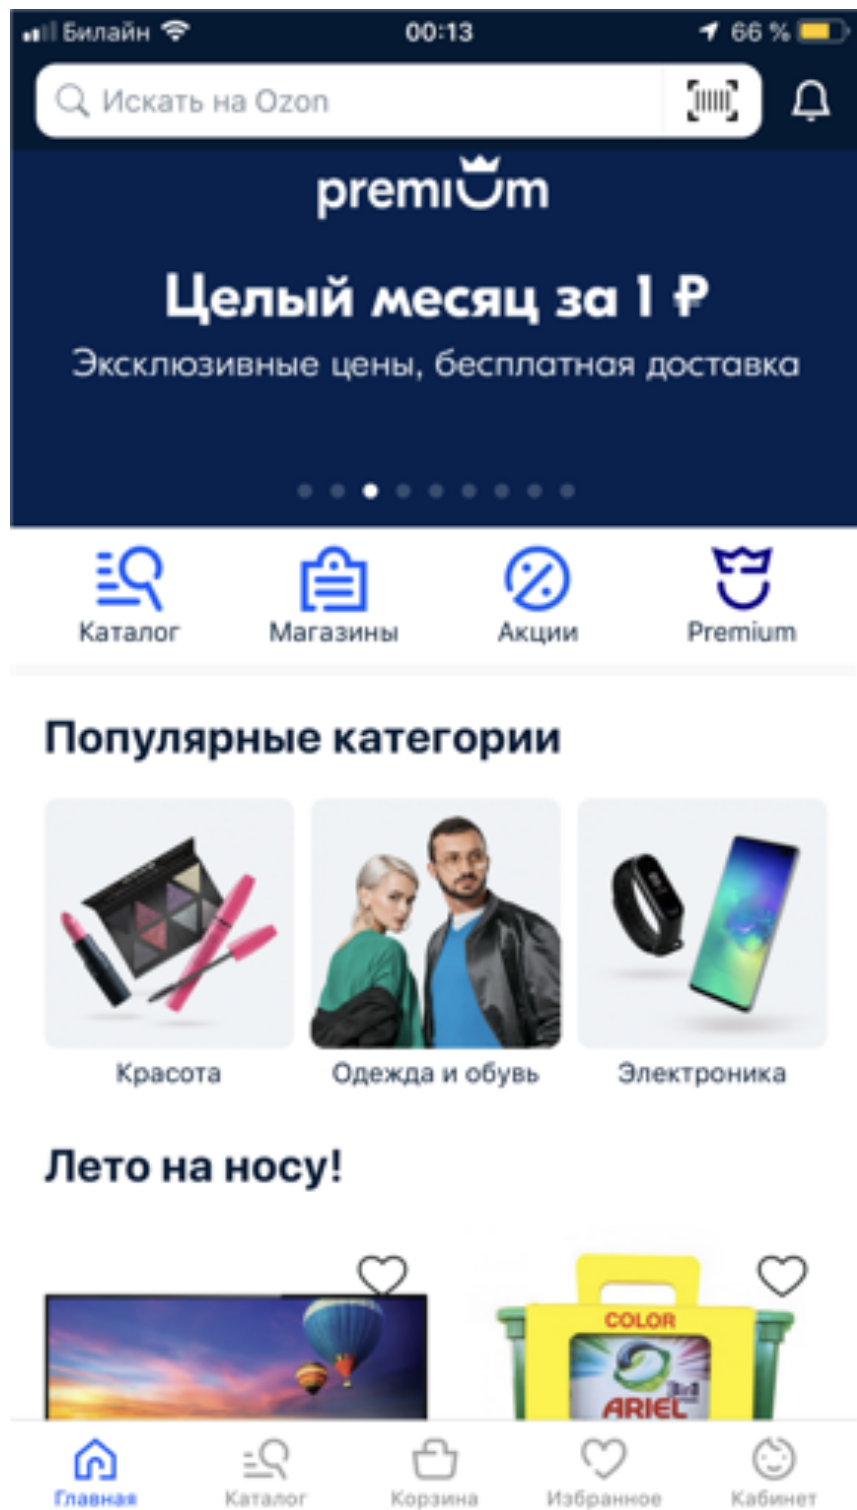 Билайн 00:13 66 %
Искать на Ozon
premium
Целый месяц за 1 ₽
Эксклюзивные цены, бесплатная доставка
Каталог Магазины Акции Premium
Популярные категории
Красота Одежда и обувь Электроника
Лето на носу!
COLOR
3in1
ARIEL
Главная Каталог Корзина Избранное Кабинет